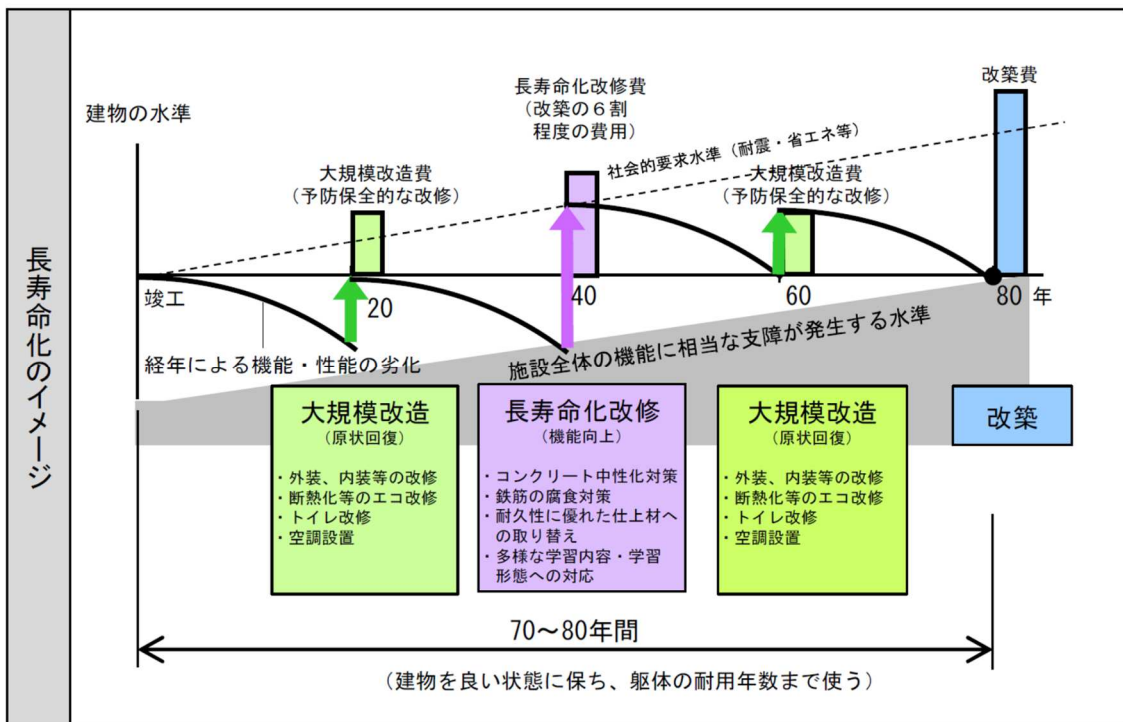 長寿命化のイメージ
建物の水準
大規模改造費
(予防保全的な改修)
長寿命化改修費
(改築の6割
程度の費用)
社会的要求水準(耐震・省エネ等)
大規模改造費
(予防保全的な改修)
改築費
竣工
20
40
60
80 年
経年による機能・性能の劣化
施設全体の機能に相当な支障が発生する水準
大規模改造
(原状回復)
・外装、内装等の改修
・断熱化等のエコ改修
・トイレ改修
・空調設置
長寿命化改修
(機能向上)
・コンクリート中性化対策
・鉄筋の腐食対策
・耐久性に優れた仕上材へ
の取り替え
・多様な学習内容・学習
形態への対応
大規模改造
(原状回復)
・外装、内装等の改修
・断熱化等のエコ改修
・トイレ改修
・空調設置
改築
70~80年間
(建物を良い状態に保ち、躯体の耐用年数まで使う)